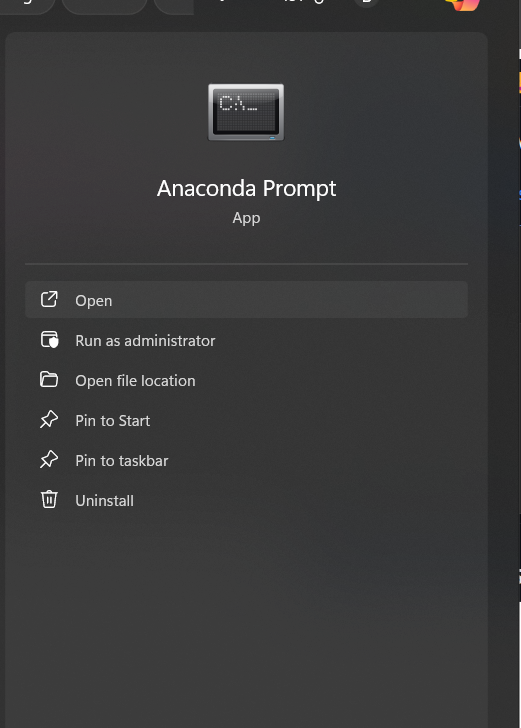 C:\_
Anaconda Prompt
App
Open
Run as administrator
Open file location
Pin to Start
Pin to taskbar
Uninstall